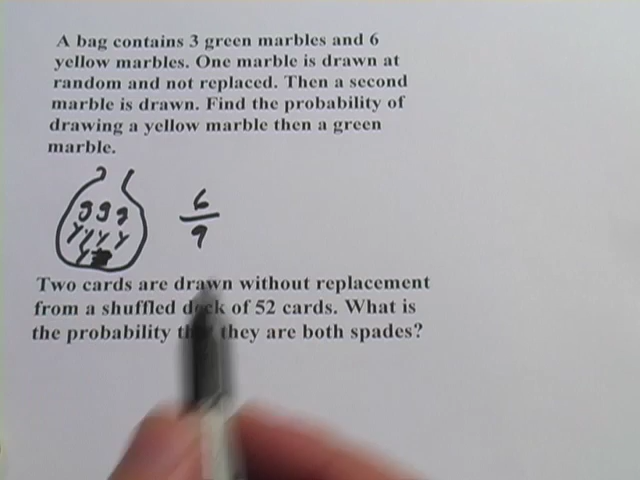 A bag contains 3 green marbles and 6
yellow marbles. One marble is drawn at
random and not replaced. Then a second
marble is drawn. Find the probability of
drawing a yellow marble then a green
marble.
g g g
y y y y
y
6
9
Two cards are drawn without replacement
from a shuffled deck of 52 cards. What is
the probability that they are both spades?